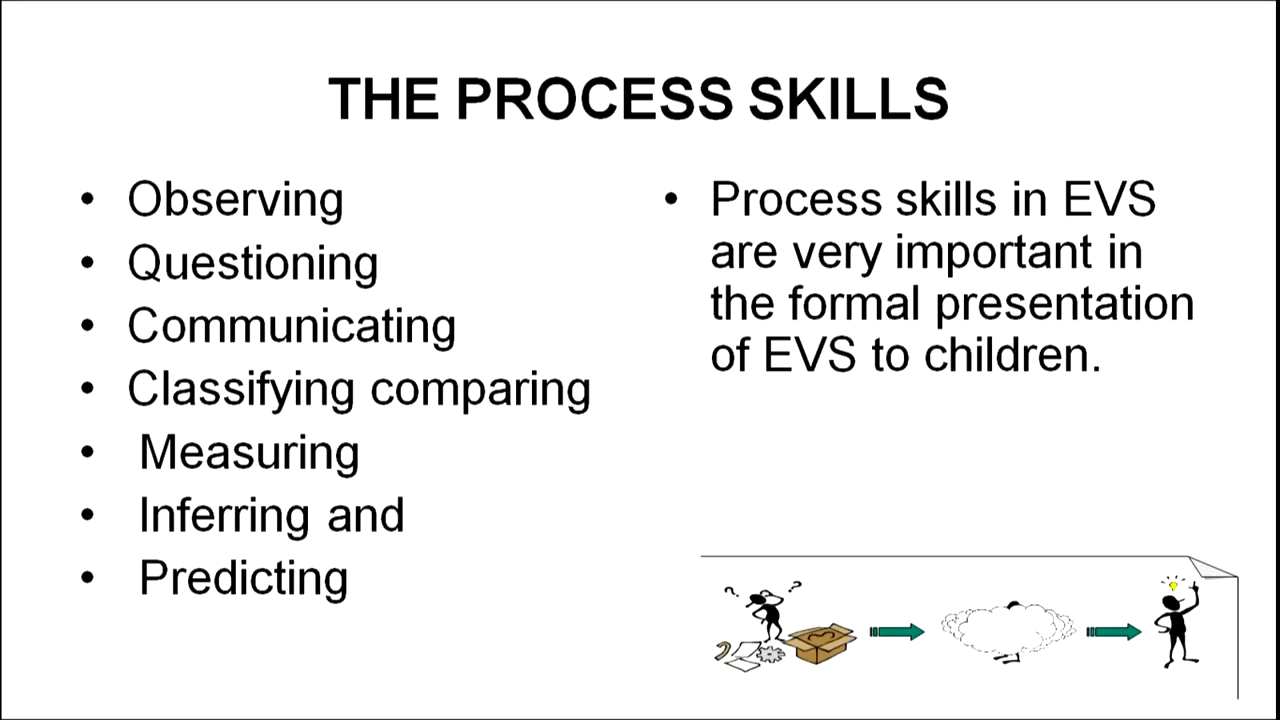 THE PROCESS SKILLS
• Observing
• Questioning
• Communicating
• Classifying comparing
• Measuring
• Inferring and
• Predicting
• Process skills in EVS
are very important in
the formal presentation
of EVS to children.
? ?